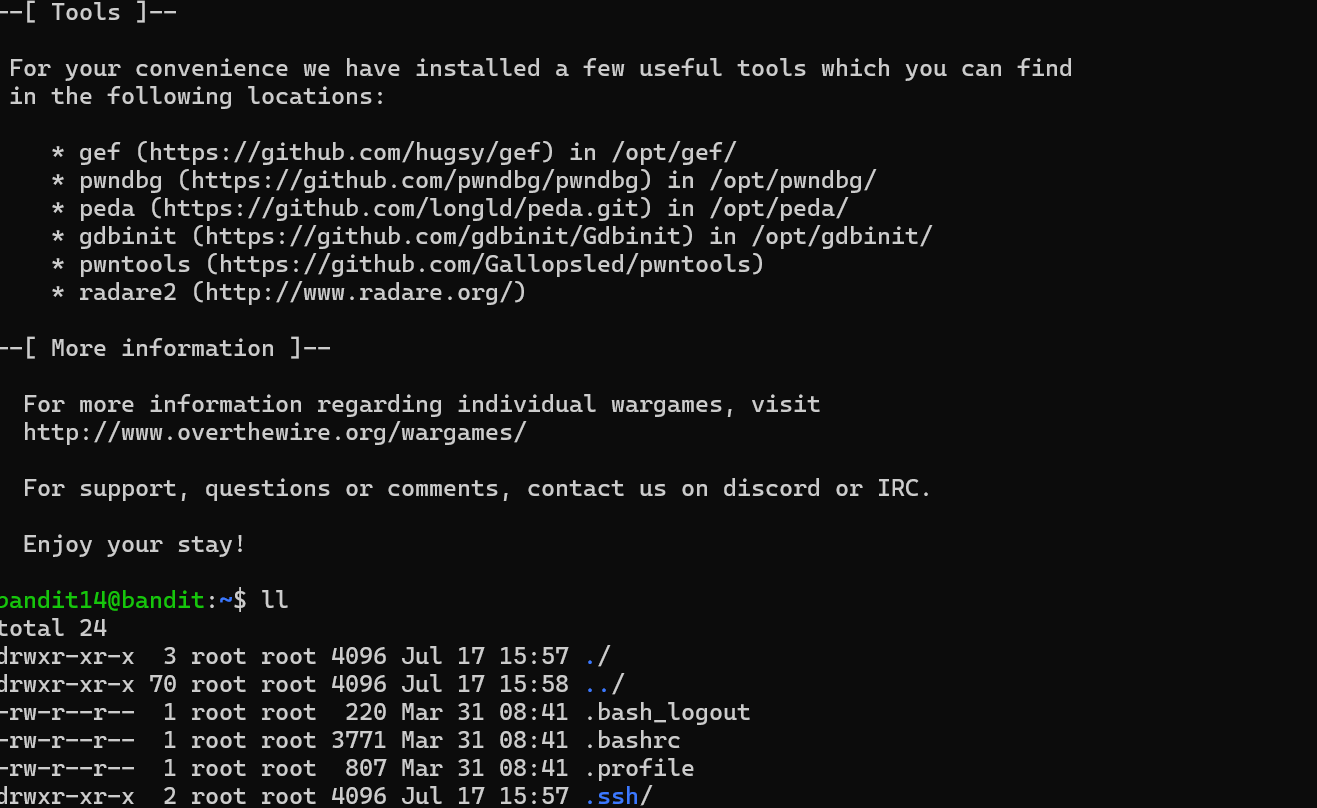 --[ Tools ]--
For your convenience we have installed a few useful tools which you can find
in the following locations:
* gef (https://github.com/hugsy/gef) in /opt/gef/
* pwndbg (https://github.com/pwndbg/pwndbg) in /opt/pwndbg/
* peda (https://github.com/longld/peda.git) in /opt/peda/
* gdbinit (https://github.com/gdbinit/Gdbinit) in /opt/gdbinit/
* pwntools (https://github.com/Gallopsled/pwntools)
* radare2 (http://www.radare.org/)
--[ More information ]--
For more information regarding individual wargames, visit
http://www.overthewire.org/wargames/
For support, questions or comments, contact us on discord or IRC.
Enjoy your stay!
bandit14@bandit:~$ ll
total 24
drwxr-xr-x  3 root root 4096 Jul 17 15:57 ./
drwxr-xr-x 70 root root 4096 Jul 17 15:58 ../
-rw-r--r--  1 root root  220 Mar 31 08:41 .bash_logout
-rw-r--r--  1 root root 3771 Mar 31 08:41 .bashrc
-rw-r--r--  1 root root  807 Mar 31 08:41 .profile
drwxr-xr-x  2 root root 4096 Jul 17 15:57 .ssh/